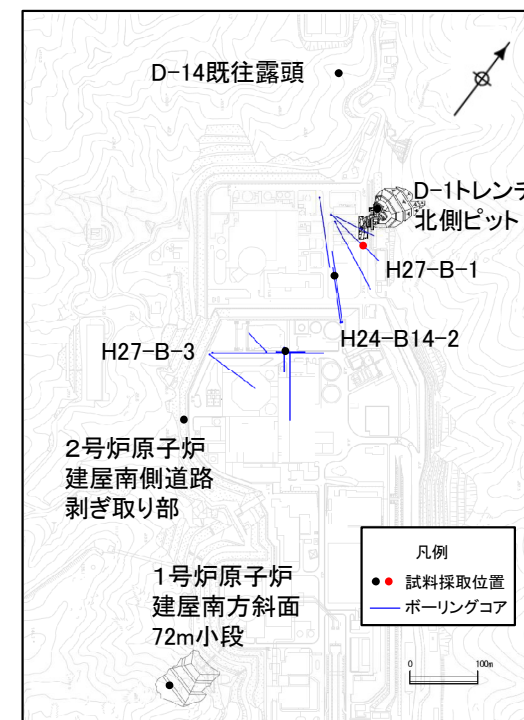 D-14既往露頭
D-1トレンチ
北側ピット
H27-B-1
H24-B14-2
H27-B-3
2号炉原子炉
建屋南側道路
剥ぎ取り部
1号炉原子炉
建屋南方斜面
72m小段
凡例
試料採取位置
ボーリングコア
0 100m